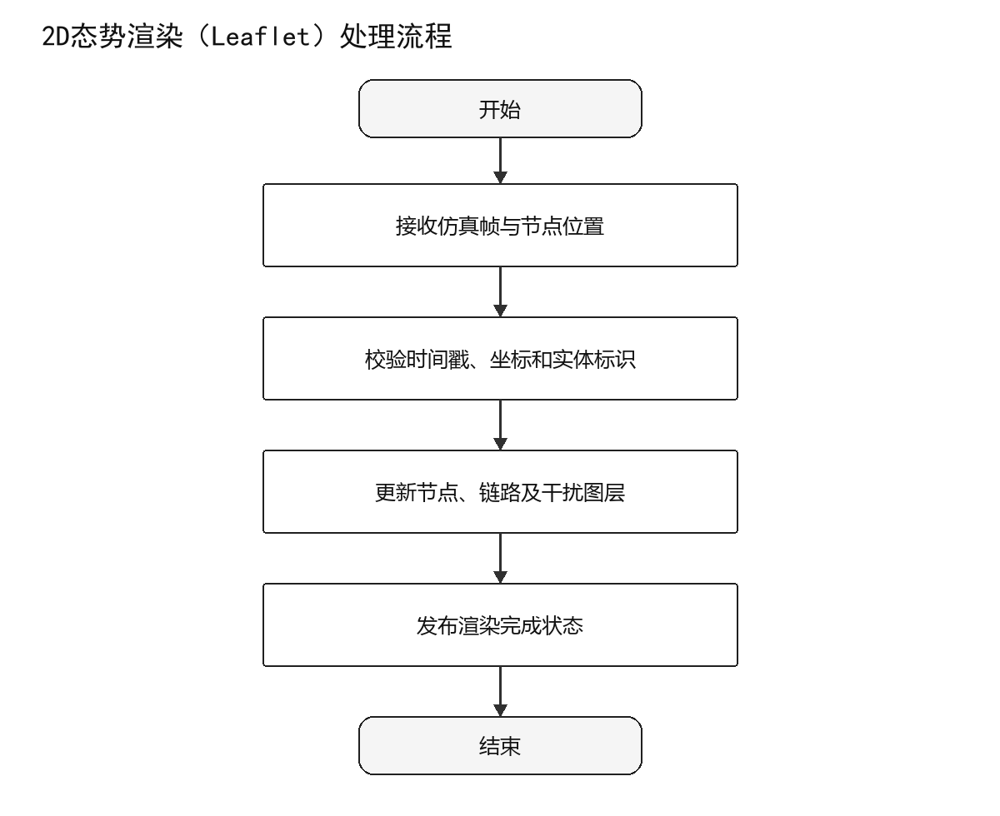 2D态势渲染（Leaflet）处理流程
开始
接收仿真帧与节点位置
校验时间戳、坐标和实体标识
更新节点、链路及干扰图层
发布渲染完成状态
结束